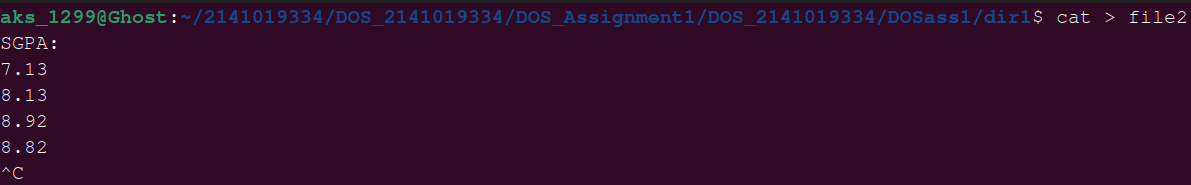 aks_1299@Ghost:~/2141019334/DOS_2141019334/DOS_Assignment1/DOS_2141019334/DOSass1/dir1$ cat > file2
SGPA:
7.13
8.13
8.92
8.82
^C